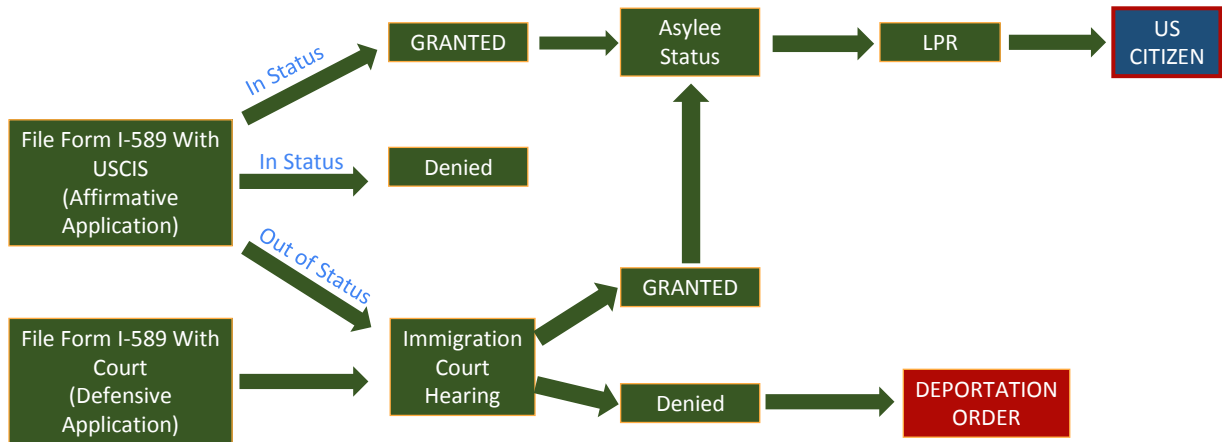 GRANTED
Asylee
Status
LPR
US
CITIZEN
In Status
File Form I-589 With
USCIS
(Affirmative
Application)
In Status
Denied
Out of Status
GRANTED
File Form I-589 With
Court
(Defensive
Application)
Immigration
Court
Hearing
Denied
DEPORTATION
ORDER